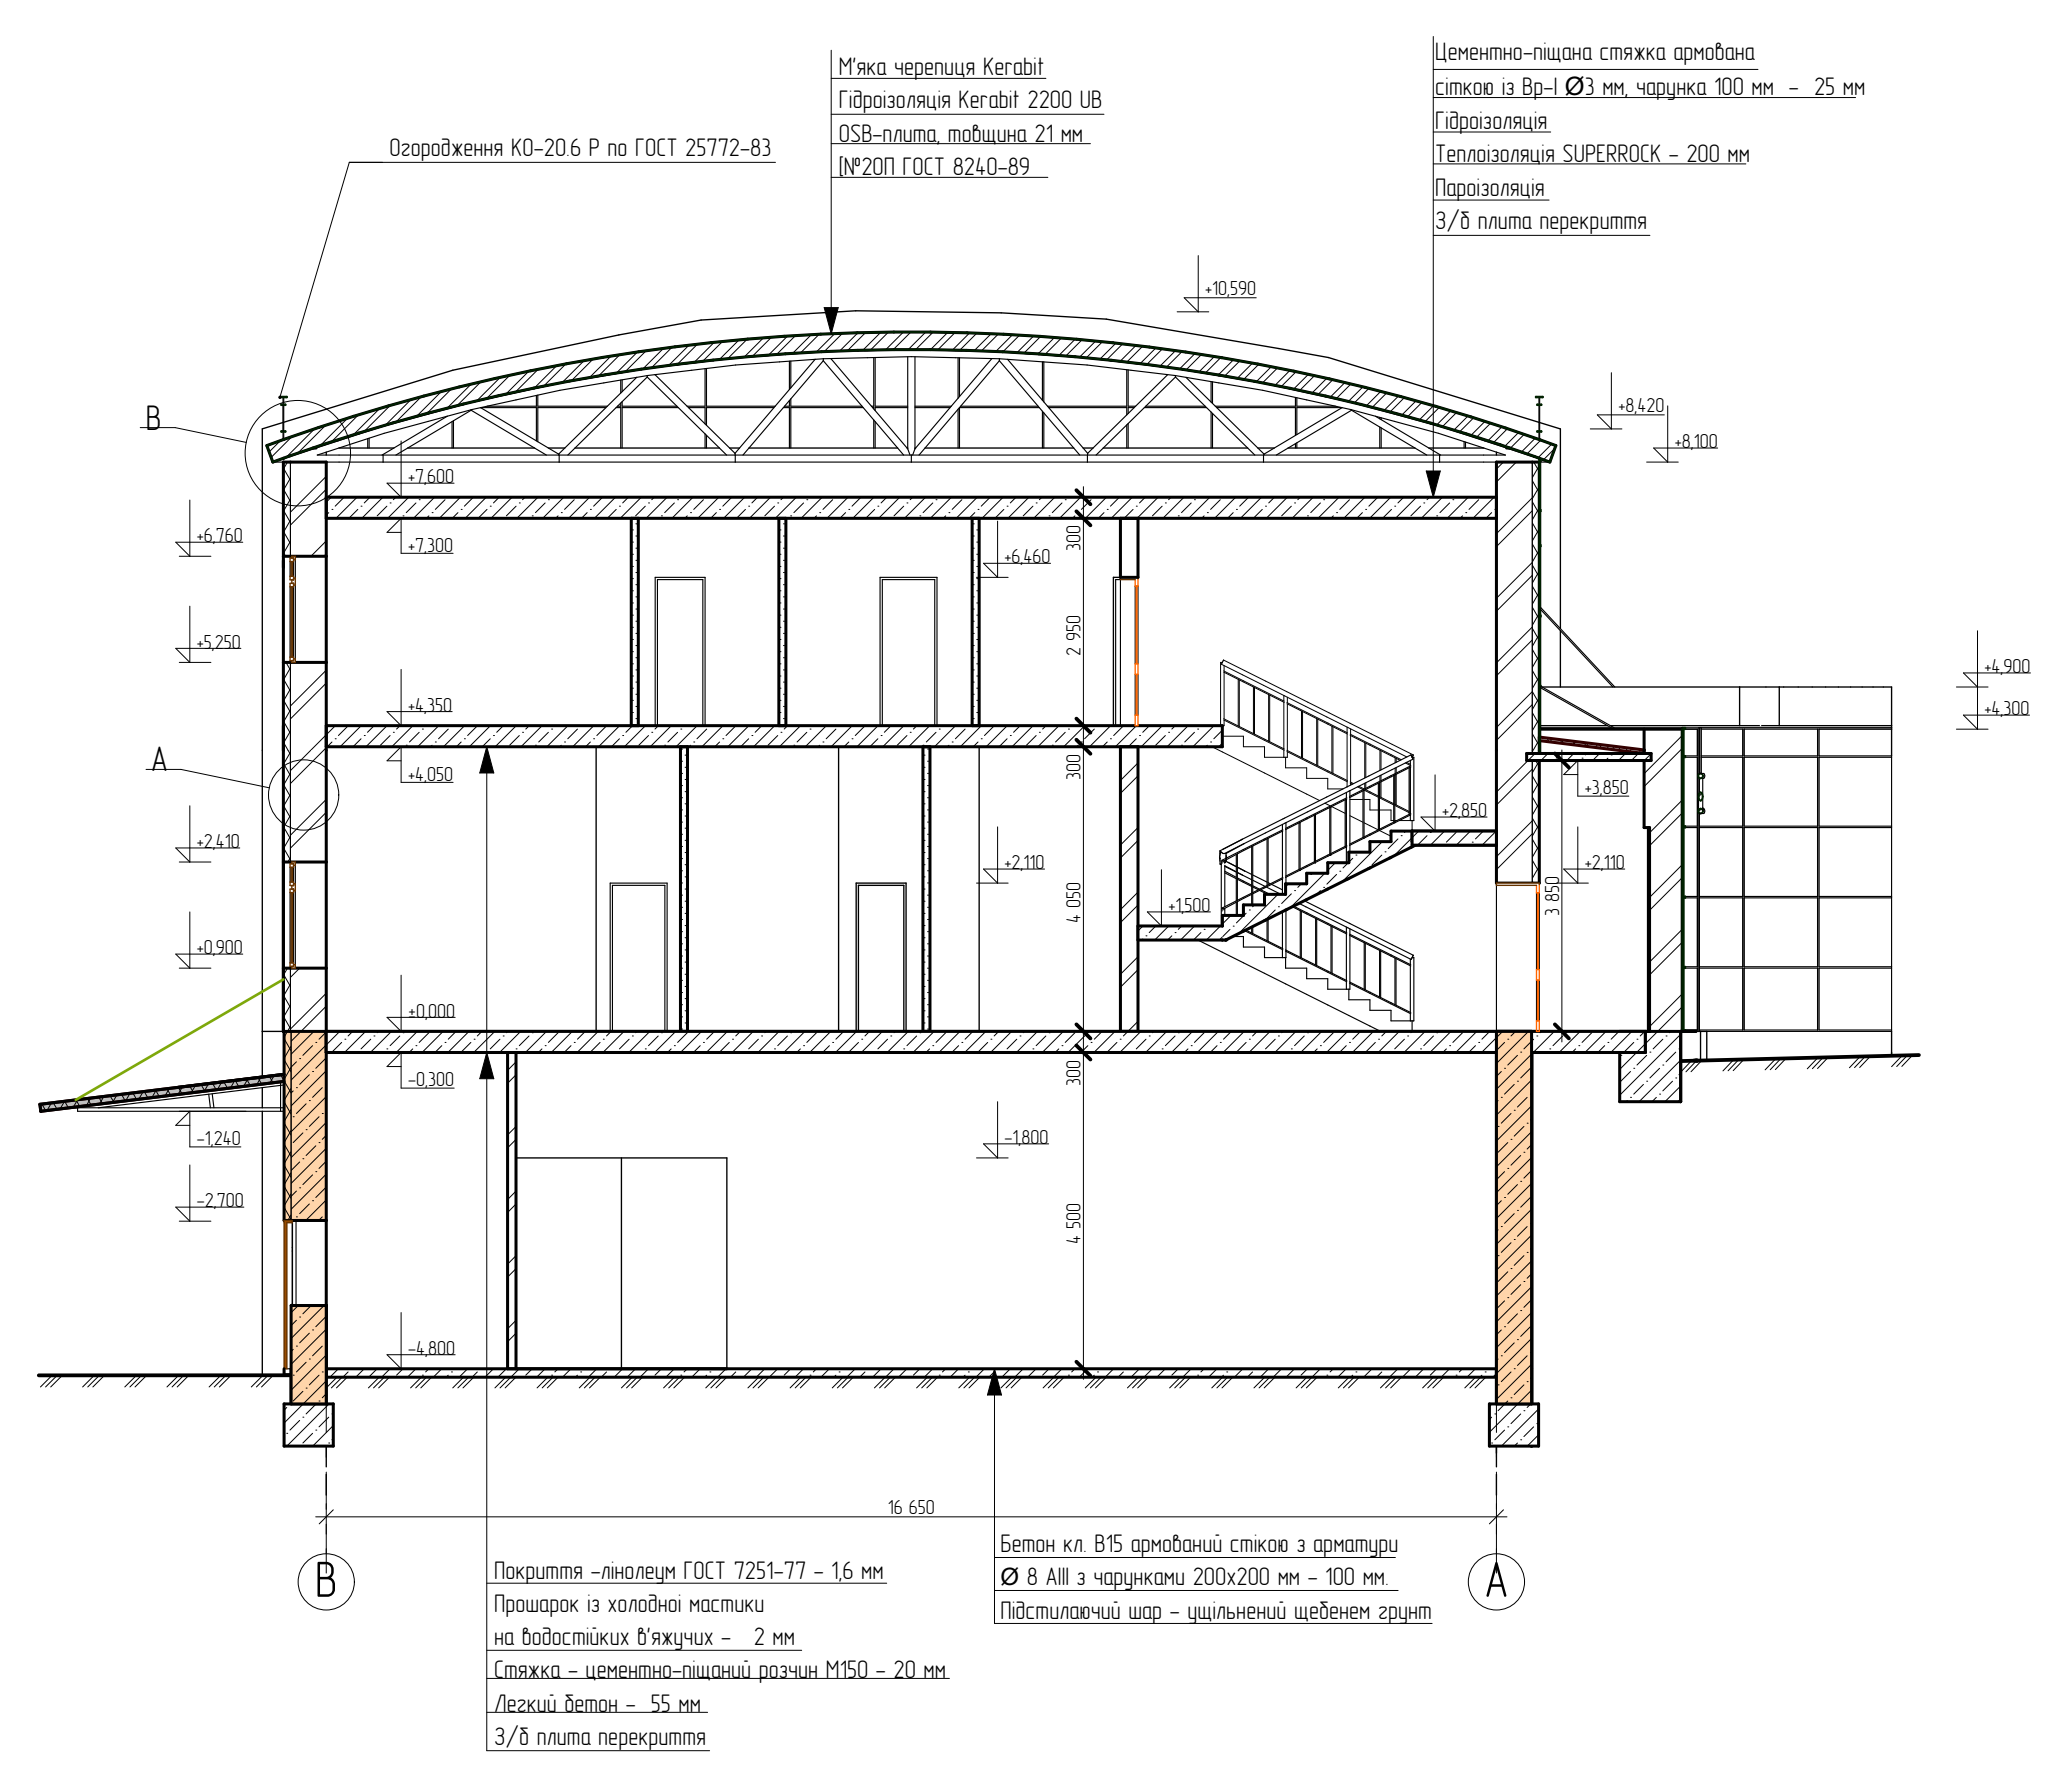 М'яка черепиця Kerabit
Гідроізоляція Kerabit 2200 UB
OSB-плита, товщина 21 мм
[№20П ГОСТ 8240-89
Цементно-піщана стяжка армована
сіткою із Вр-I Ø3 мм, чарунка 100 мм - 25 мм
Гідроізоляція
Теплоізоляція SUPERROCK - 200 мм
Пароізоляція
З/б плита перекриття
Огородження КО-20.6 Р по ГОСТ 25772-83
+10,590
+8,420
+8,100
В
+7,600
+7,300
+6,760
+6,460
300
2 950
+5,250
+4,900
+4,350
+4,300
А
+4,050
300
+3,850
+2,850
+2,410
+2,110
+2,110
4 050
3 850
+1,500
+0,900
+0,000
-0,300
300
-1,240
-1,800
-2,700
4 500
-4,800
16 650
В
А
Бетон кл. В15 армований стікою з арматури
Ø 8 АІІІ з чарунками 200х200 мм - 100 мм.
Підстилаючий шар - ущільнений щебенем грунт
Покриття -лінолеум ГОСТ 7251-77 - 1,6 мм
Прошарок із холодної мастики
на водостійких в'яжучих - 2 мм
Стяжка - цементно-піщаний розчин М150 - 20 мм
Легкий бетон - 55 мм
З/б плита перекриття